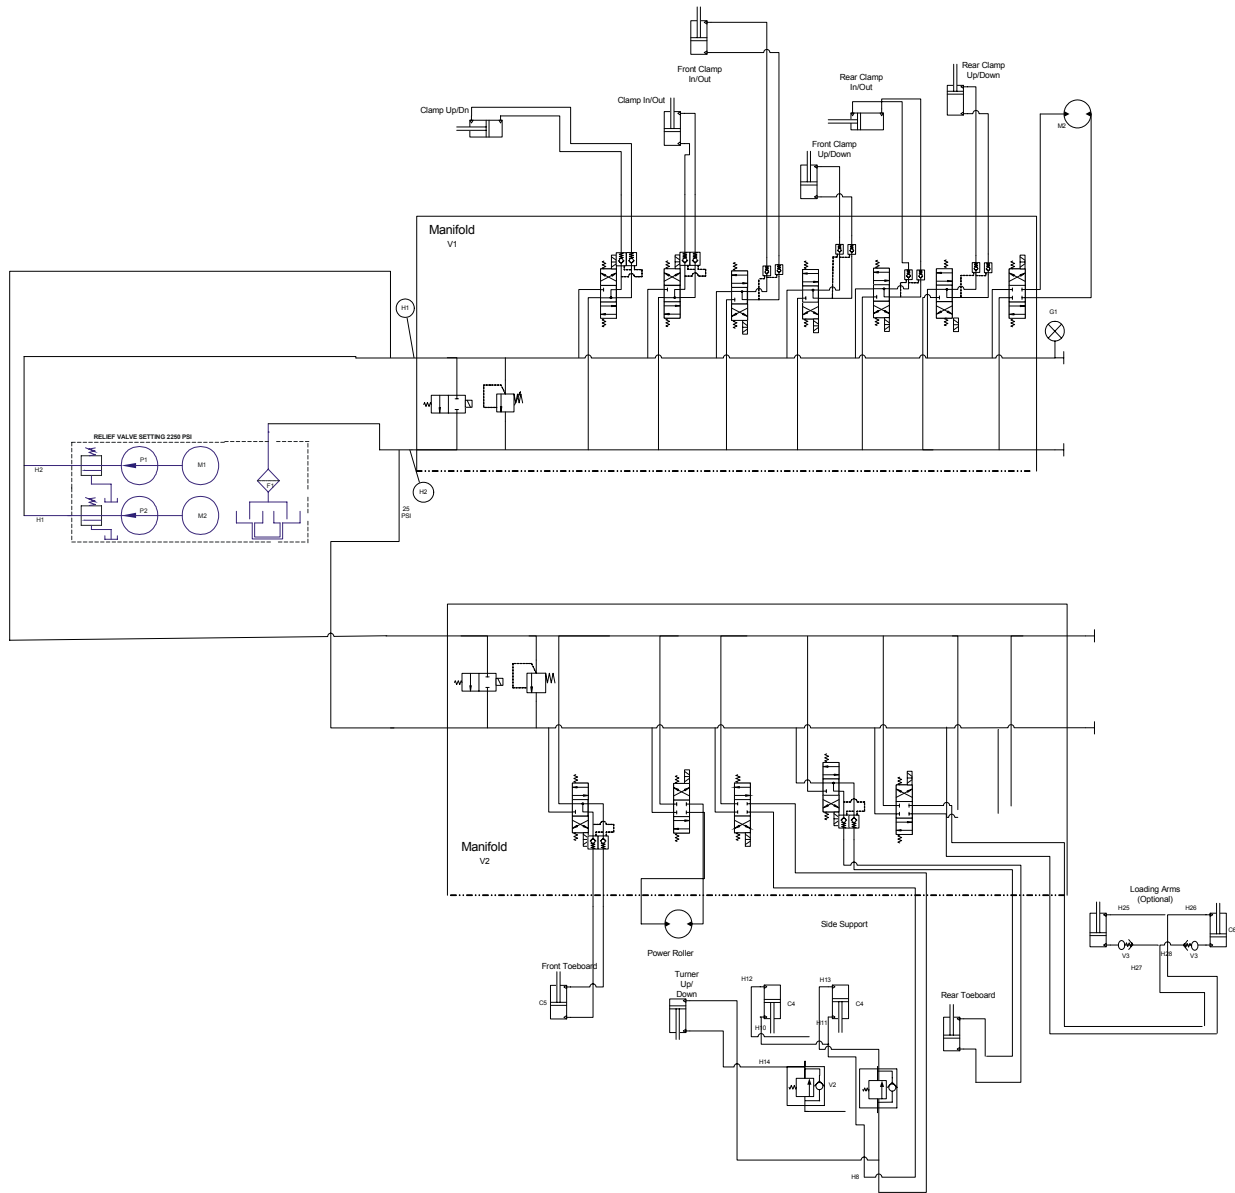 Front Clamp
In/Out
Rear Clamp
Up/Down
Rear Clamp
In/Out
Clamp Up/Dn
Clamp In/Out
M2
Front Clamp
Up/Down
Manifold
V1
H1
G1
RELIEF VALVE SETTING 2250 PSI
H2
P1
M1
F1
H1
P2
M2
H2
25
PSI
Manifold
V2
Loading Arms
(Optional)
H25
H26
C6
V3
H28
V3
H27
Side Support
Power Roller
Front Toeboard
C5
Turner
Up/
Down
H12
H13
C4
C4
H10
H11
Rear Toeboard
H14
V2
H8